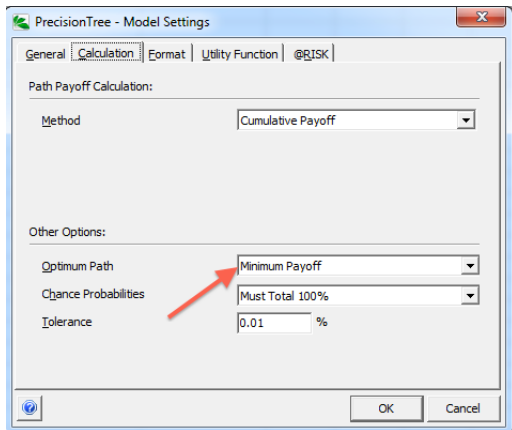 PrecisionTree - Model Settings
General Calculation Format Utility Function @RISK
Path Payoff Calculation:
Method Cumulative Payoff
Other Options:
Optimum Path Minimum Payoff
Chance Probabilities Must Total 100%
Tolerance 0.01 %
OK Cancel